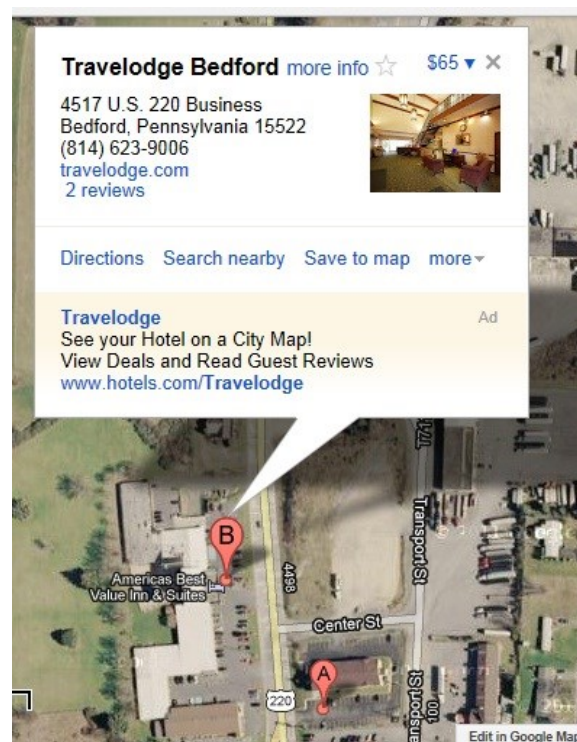 Travelodge Bedford more info $65
4517 U.S. 220 Business
Bedford, Pennsylvania 15522
(814) 623-9006
travelodge.com
2 reviews
Directions Search nearby Save to map more
Travelodge Ad
See your Hotel on a City Map!
View Deals and Read Guest Reviews
www.hotels.com/Travelodge
B
Americas Best
Value Inn & Suites
4498
Transport St
Center St
A
220
Transport St
100
Edit in Google Map